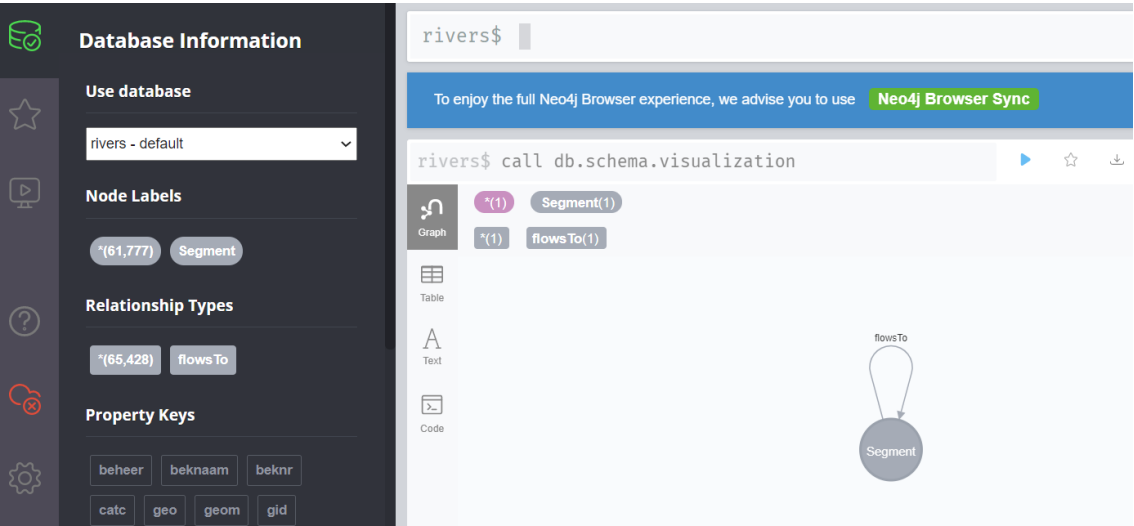 Database Information
Use database
rivers - default
Node Labels
*(61,777) Segment
Relationship Types
*(65,428) flowsTo
Property Keys
beheer beknaam beknr
catc geo geom gid
rivers$
To enjoy the full Neo4j Browser experience, we advise you to use Neo4j Browser Sync
rivers$ call db.schema.visualization
Graph
*(1) Segment(1)
*(1) flowsTo(1)
Table
Text
Code
flowsTo
Segment